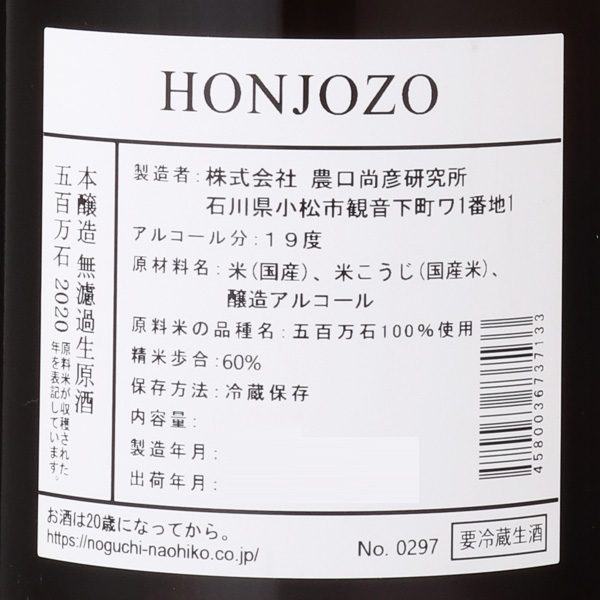 HONJOZO
本醸造 無濾過生原酒
五百万石 2020
原料米が収穫された
年を表記しています。
製造者:株式会社 農口尚彦研究所
石川県小松市観音下町ワ1番地1
アルコール分:19度
原材料名:米(国産)、米こうじ(国産米)、
醸造アルコール
原料米の品種名:五百万石100%使用
精米歩合:60%
保存方法:冷蔵保存
内容量:
製造年月:
出荷年月:
4580036737133
お酒は20歳になってから。
https://noguchi-naohiko.co.jp/
No. 0297
要冷蔵生酒